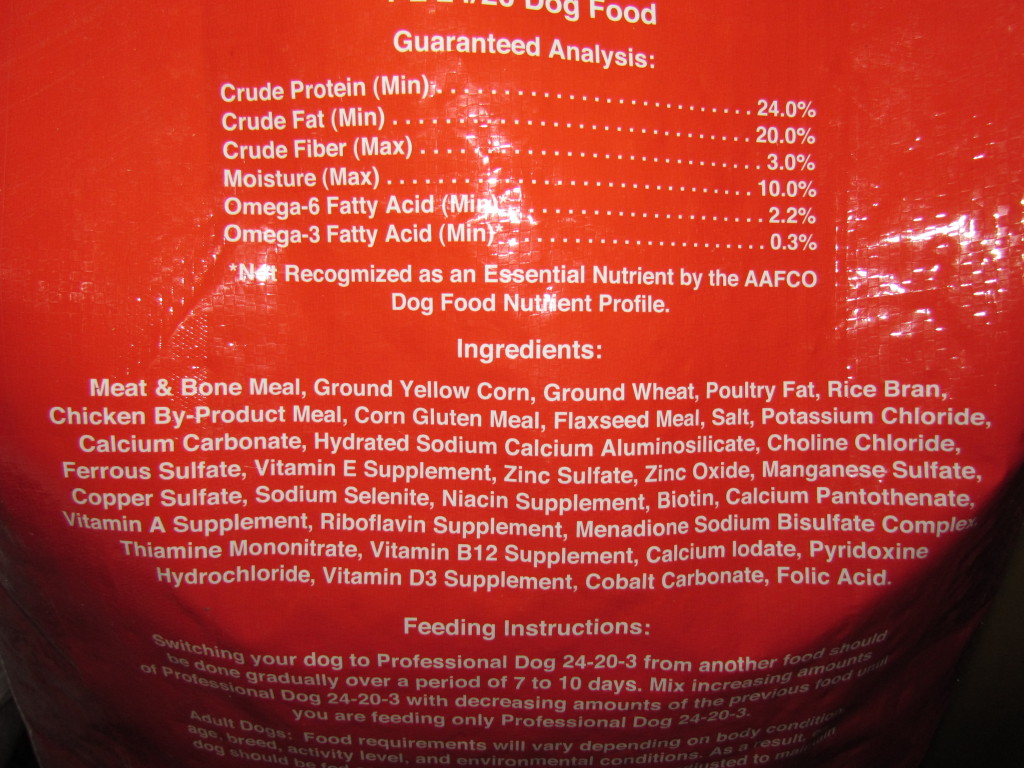 24/20 Dog Food
Guaranteed Analysis:
Crude Protein (Min) . . . . . . . . . . . . . . . . . . . . . . . . . . 24.0%
Crude Fat (Min) . . . . . . . . . . . . . . . . . . . . . . . . . . . . . 20.0%
Crude Fiber (Max) . . . . . . . . . . . . . . . . . . . . . . . . . . . . 3.0%
Moisture (Max) . . . . . . . . . . . . . . . . . . . . . . . . . . . . . 10.0%
Omega-6 Fatty Acid (Min)* . . . . . . . . . . . . . . . . . . . . 2.2%
Omega-3 Fatty Acid (Min)* . . . . . . . . . . . . . . . . . . . . 0.3%
*Not Recogmized as an Essential Nutrient by the AAFCO
Dog Food Nutrient Profile.
Ingredients:
Meat & Bone Meal, Ground Yellow Corn, Ground Wheat, Poultry Fat, Rice Bran,
Chicken By-Product Meal, Corn Gluten Meal, Flaxseed Meal, Salt, Potassium Chloride,
Calcium Carbonate, Hydrated Sodium Calcium Aluminosilicate, Choline Chloride,
Ferrous Sulfate, Vitamin E Supplement, Zinc Sulfate, Zinc Oxide, Manganese Sulfate,
Copper Sulfate, Sodium Selenite, Niacin Supplement, Biotin, Calcium Pantothenate,
Vitamin A Supplement, Riboflavin Supplement, Menadione Sodium Bisulfate Complex,
Thiamine Mononitrate, Vitamin B12 Supplement, Calcium Iodate, Pyridoxine
Hydrochloride, Vitamin D3 Supplement, Cobalt Carbonate, Folic Acid.
Feeding Instructions:
Switching your dog to Professional Dog 24-20-3 from another food should
be done gradually over a period of 7 to 10 days. Mix increasing amounts
of Professional Dog 24-20-3 with decreasing amounts of the previous food until
you are feeding only Professional Dog 24-20-3.
Adult Dogs: Food requirements will vary depending on body condition,
age, breed, activity level, and environmental conditions. As a result,
dog should be fed